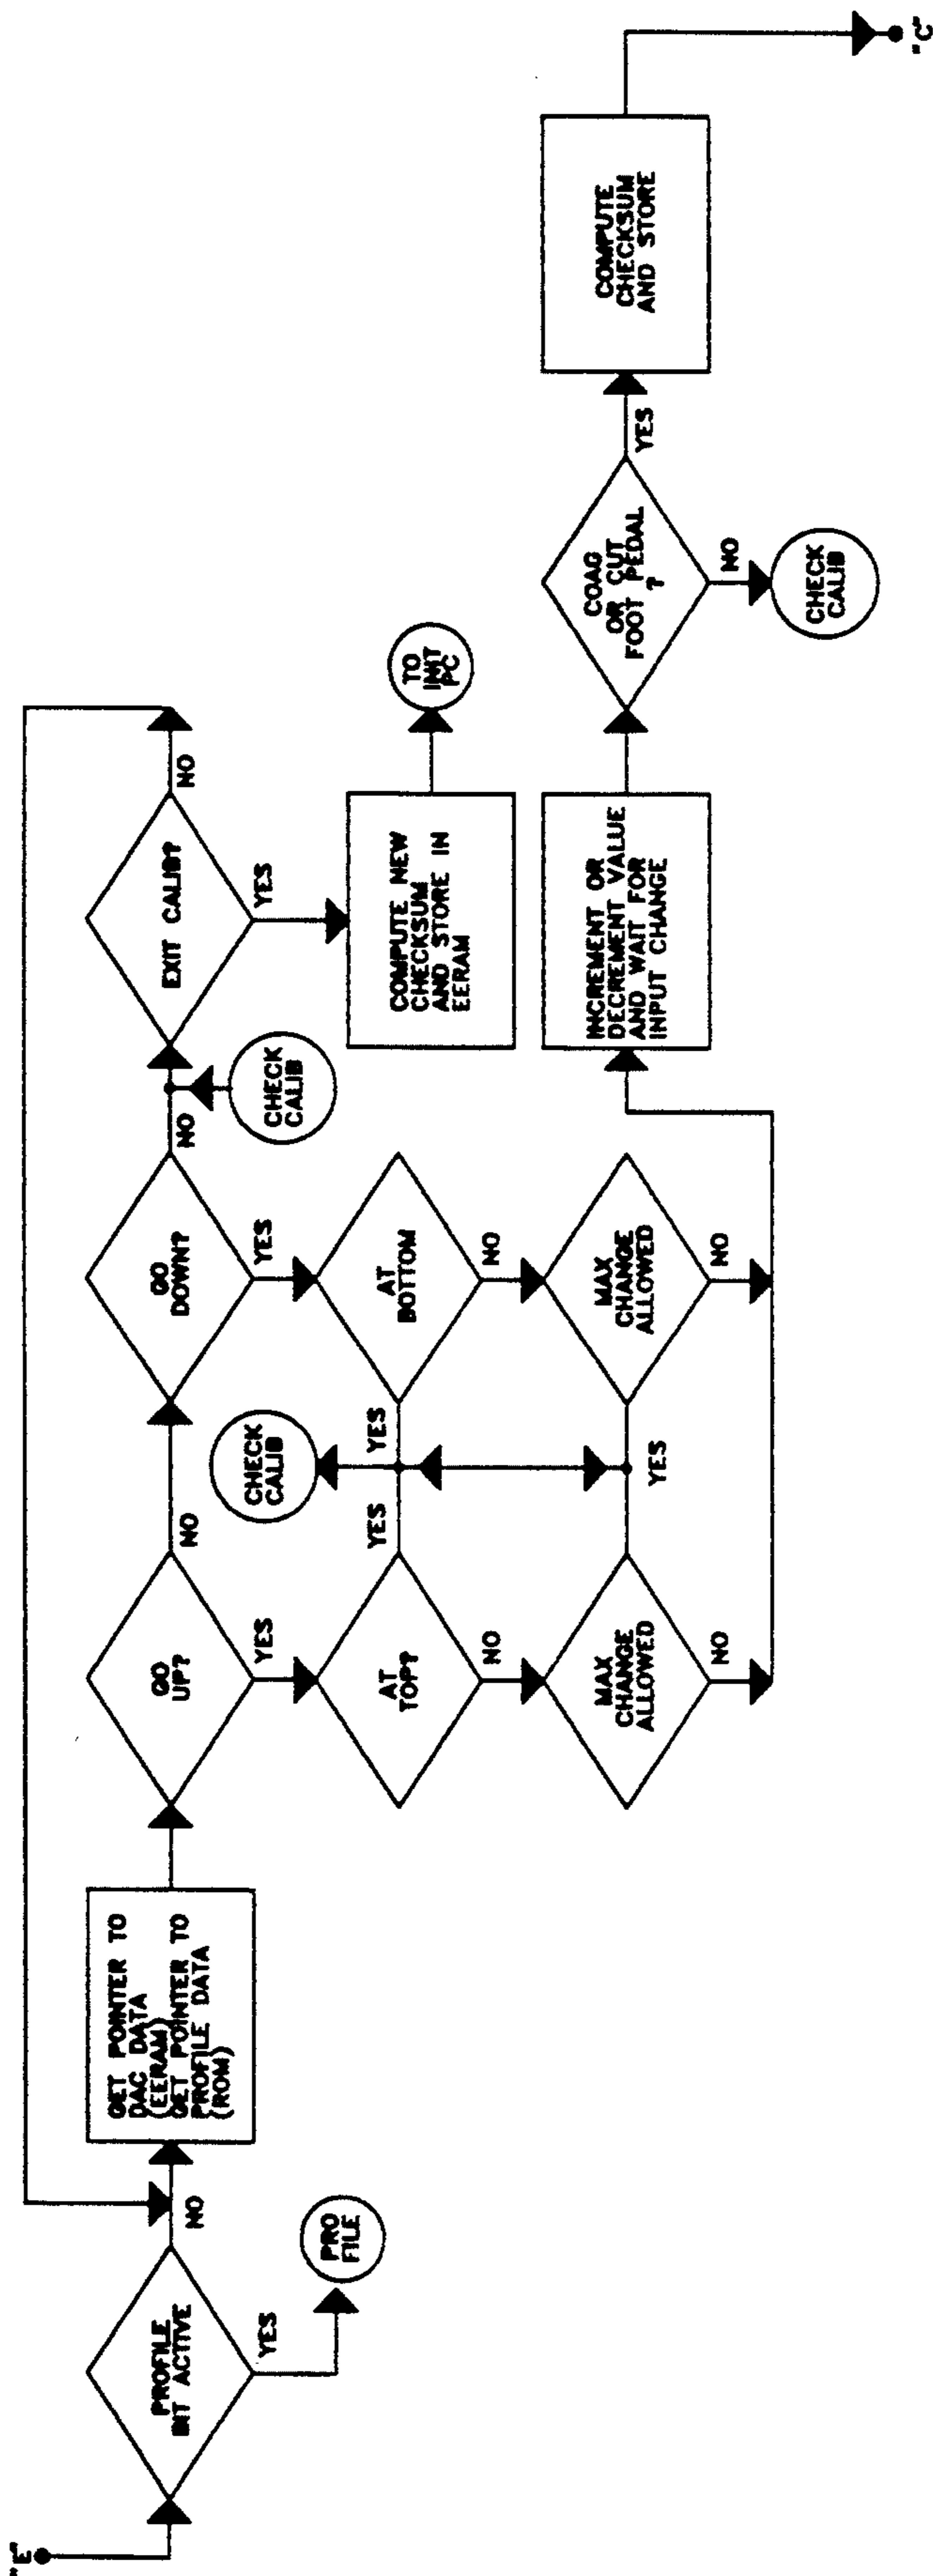 "E"
PROFILE
BIT ACTIVE
YES
NO
PRO
FILE
GET POINTER TO
DAC DATA
(EERAM)
GET POINTER TO
PROFILE DATA
(ROM)
GO
UP?
NO
YES
AT
TOP?
YES
NO
MAX
CHANGE
ALLOWED
NO
YES
CHECK
CALIB
GO
DOWN?
NO
YES
AT
BOTTOM
YES
NO
MAX
CHANGE
ALLOWED
NO
CHECK
CALIB
EXIT CALIB?
NO
YES
COMPUTE NEW
CHECKSUM
AND STORE IN
EERAM
TO
INIT
PC
INCREMENT OR
DECREMENT VALUE
AND WAIT FOR
INPUT CHANGE
COAG
OR CUT
FOOT PEDAL
?
YES
NO
CHECK
CALIB
COMPUTE
CHECKSUM
AND STORE
"C"